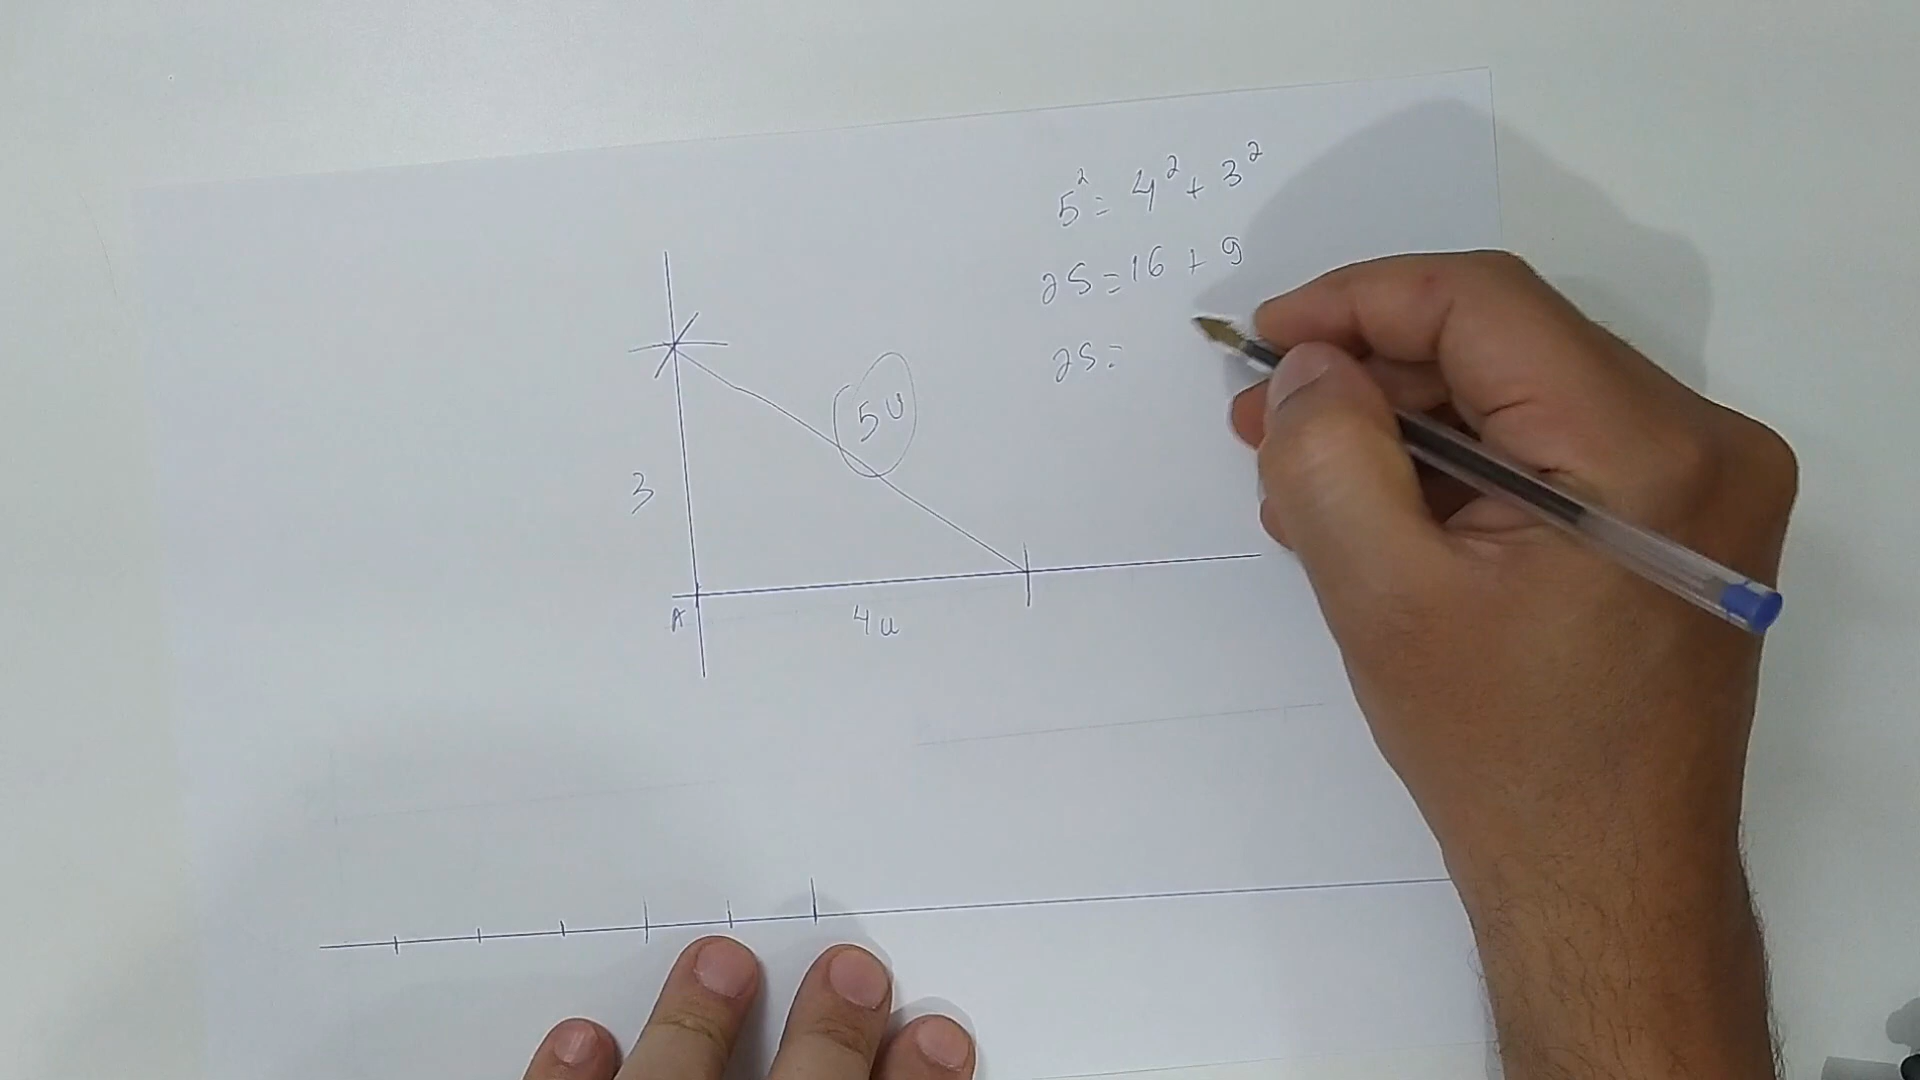 5² = 4² + 3²
25 = 16 + 9
25 =
5u
3
A
4u